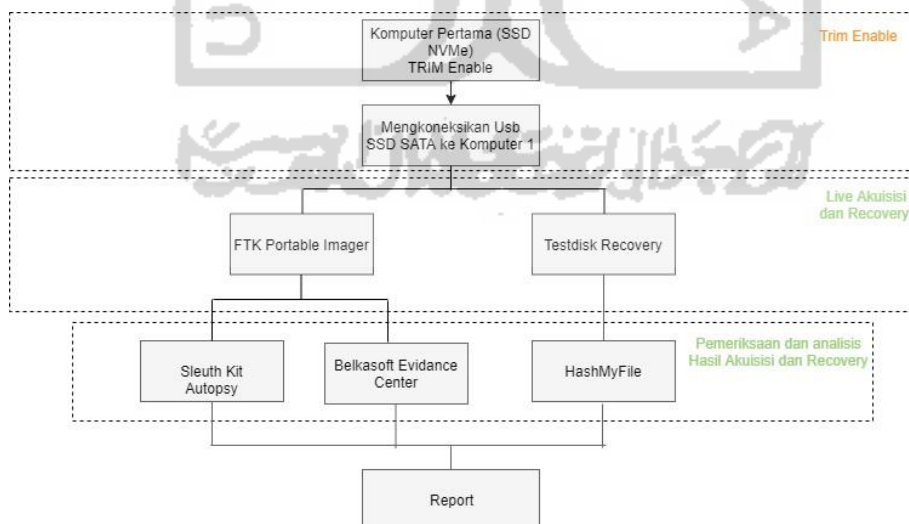 Trim Enable
Komputer Pertama (SSD
NVMe)
TRIM Enable
Mengkoneksikan Usb
SSD SATA ke Komputer 1
Live Akuisisi
dan Recovery
FTK Portable Imager
Testdisk Recovery
Pemeriksaan dan analisis
Hasil Akuisisi dan Recovery
Sleuth Kit
Autopsy
Belkasoft Evidance
Center
HashMyFile
Report